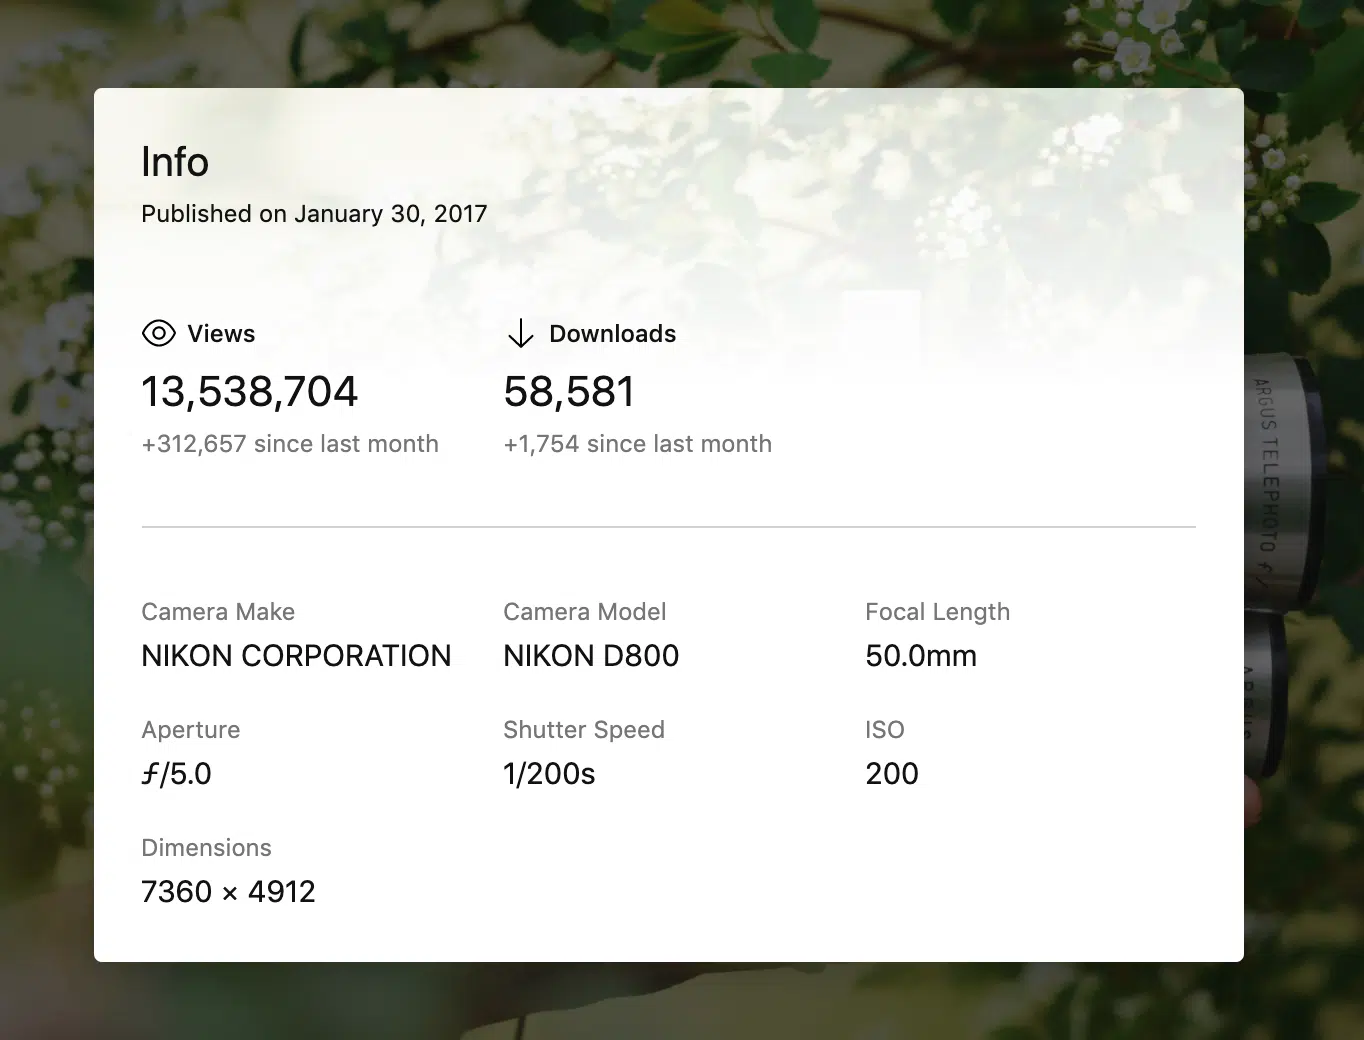 Info
Published on January 30, 2017
Views
Downloads
13,538,704
58,581
+312,657 since last month
+1,754 since last month
Camera Make
Camera Model
Focal Length
NIKON CORPORATION
NIKON D800
50.0mm
Aperture
Shutter Speed
ISO
ƒ/5.0
1/200s
200
Dimensions
7360 × 4912
ARGUS TELEPHOTO f /
ARGUS